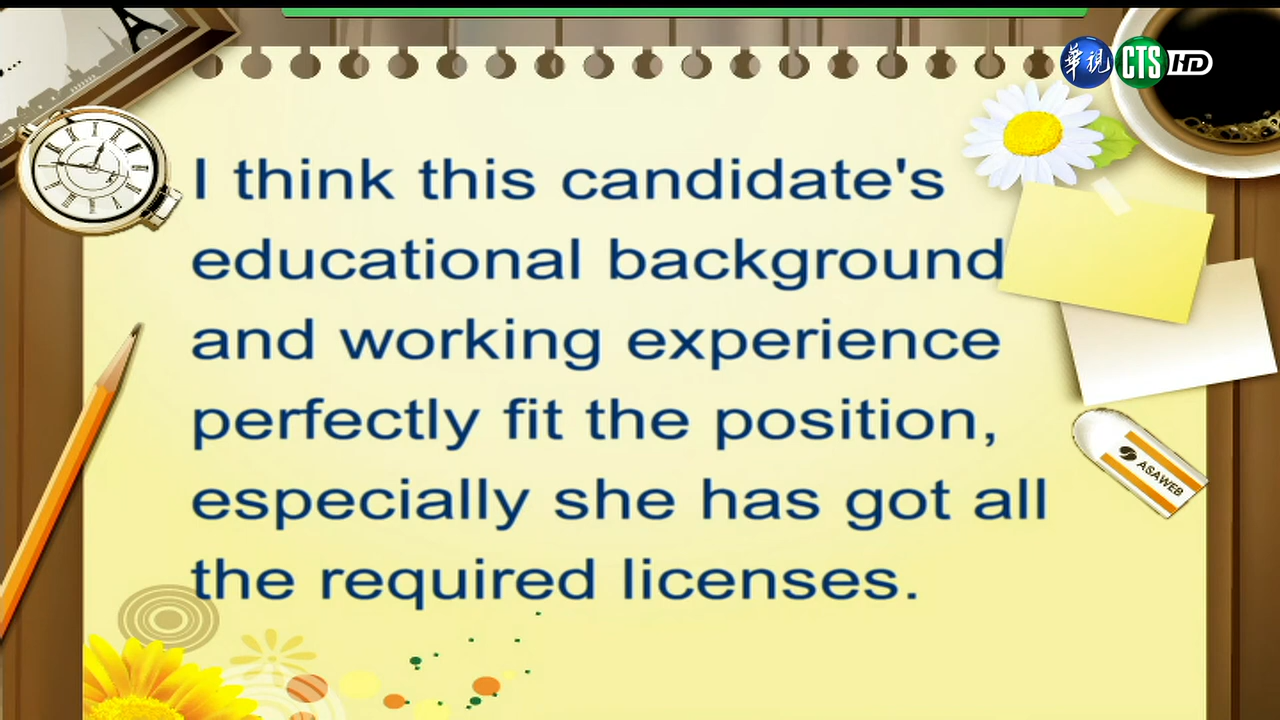 華視 CTS HD
I think this candidate's
educational background
and working experience
perfectly fit the position,
especially she has got all
the required licenses.
ASAWEB